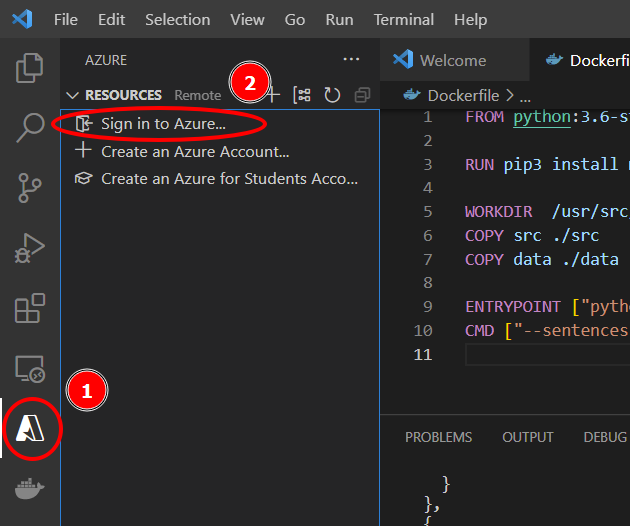 File Edit Selection View Go Run Terminal Help
AZURE ...
Welcome
Dockerfi
RESOURCES Remote
2
Dockerfile > ...
Sign in to Azure...
Create an Azure Account...
Create an Azure for Students Acco...
1 FROM python:3.6-s
2
3 RUN pip3 install
4
5 WORKDIR /usr/src/
6 COPY src ./src
7 COPY data ./data
8
9 ENTRYPOINT ["pyth
10 CMD ["--sentences
11
1
PROBLEMS OUTPUT DEBUG
}
},
{